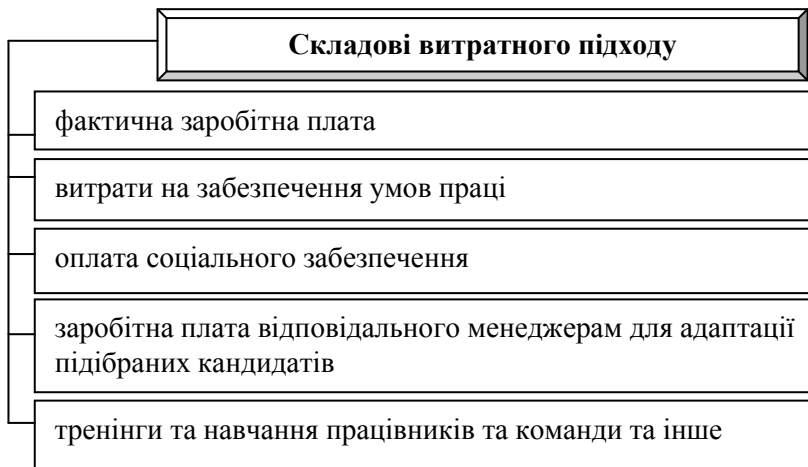 Складові витратного підходу
фактична заробітна плата
витрати на забезпечення умов праці
оплата соціального забезпечення
заробітна плата відповідального менеджерам для адаптації
підібраних кандидатів
тренінги та навчання працівників та команди та інше